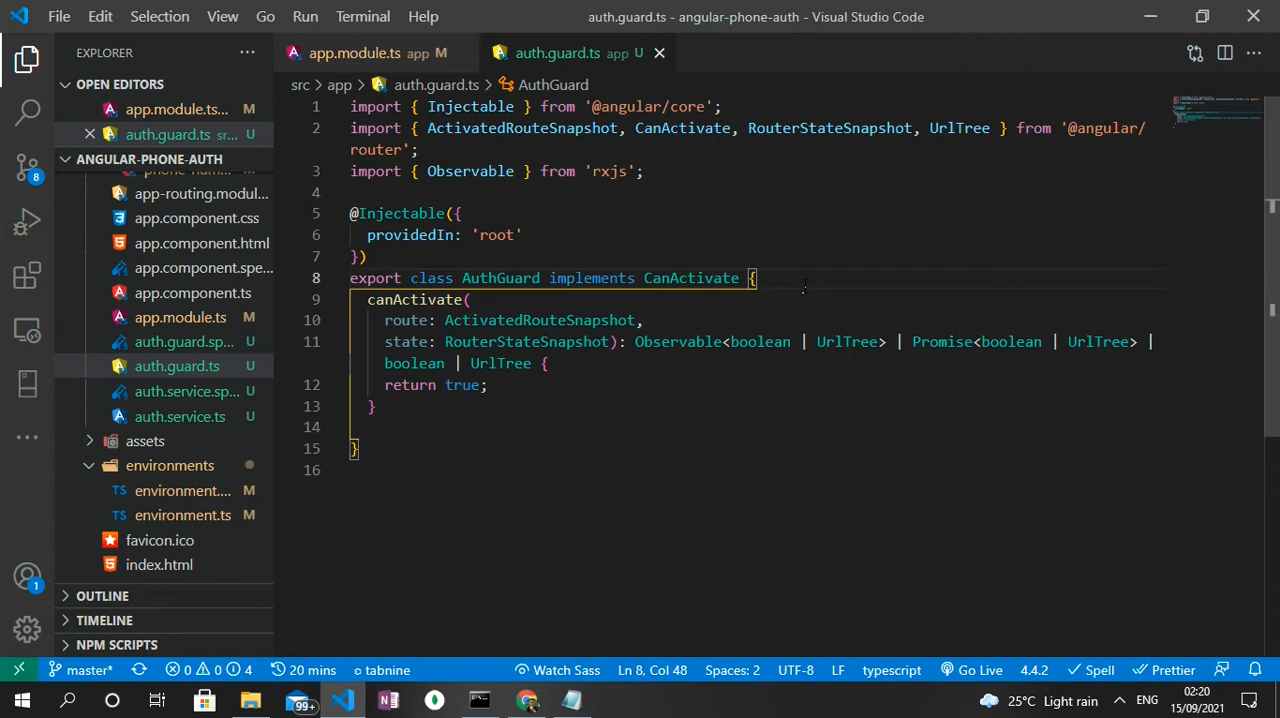 File Edit Selection View Go Run Terminal Help auth.guard.ts - angular-phone-auth - Visual Studio Code
EXPLORER
OPEN EDITORS
app.module.ts... M
auth.guard.ts sr... U
ANGULAR-PHONE-AUTH
app-routing.modul...
app.component.css
app.component.html
app.component.spe...
app.component.ts
app.module.ts M
auth.guard.sp... U
auth.guard.ts U
auth.service.sp... U
auth.service.ts U
assets
environments
TS environment.... M
TS environment.ts M
favicon.ico
index.html
OUTLINE
TIMELINE
NPM SCRIPTS
8
1
app.module.ts app M auth.guard.ts app U
src > app > auth.guard.ts > AuthGuard
1 import { Injectable } from '@angular/core';
2 import { ActivatedRouteSnapshot, CanActivate, RouterStateSnapshot, UrlTree } from '@angular/
router';
3 import { Observable } from 'rxjs';
4
5 @Injectable({
6 providedIn: 'root'
7 })
8 export class AuthGuard implements CanActivate {
9 canActivate(
10 route: ActivatedRouteSnapshot,
11 state: RouterStateSnapshot): Observable<boolean | UrlTree> | Promise<boolean | UrlTree> |
boolean | UrlTree {
12 return true;
13 }
14
15 }
16
master* 0 0 4 20 mins tabnine Watch Sass Ln 8, Col 48 Spaces: 2 UTF-8 LF typescript Go Live 4.4.2 Spell Prettier
99+ 25°C Light rain ENG 02:20
15/09/2021